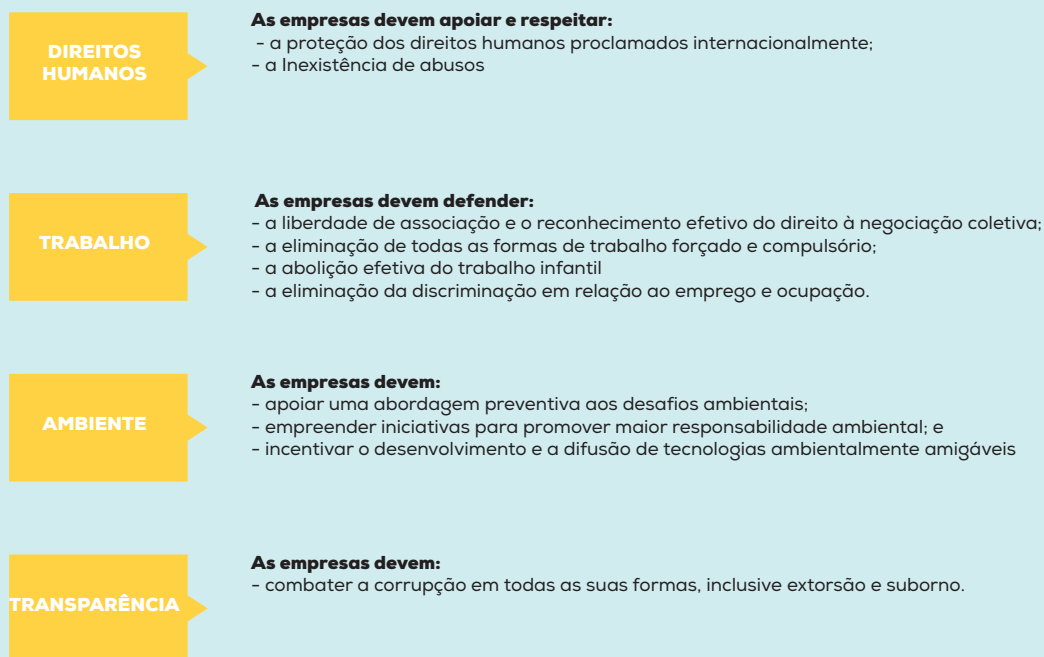 DIREITOS
HUMANOS
As empresas devem apoiar e respeitar:
- a proteção dos direitos humanos proclamados internacionalmente;
- a Inexistência de abusos
TRABALHO
As empresas devem defender:
- a liberdade de associação e o reconhecimento efetivo do direito à negociação coletiva;
- a eliminação de todas as formas de trabalho forçado e compulsório;
- a abolição efetiva do trabalho infantil
- a eliminação da discriminação em relação ao emprego e ocupação.
AMBIENTE
As empresas devem:
- apoiar uma abordagem preventiva aos desafios ambientais;
- empreender iniciativas para promover maior responsabilidade ambiental; e
- incentivar o desenvolvimento e a difusão de tecnologias ambientalmente amigáveis
TRANSPARÊNCIA
As empresas devem:
- combater a corrupção em todas as suas formas, inclusive extorsão e suborno.